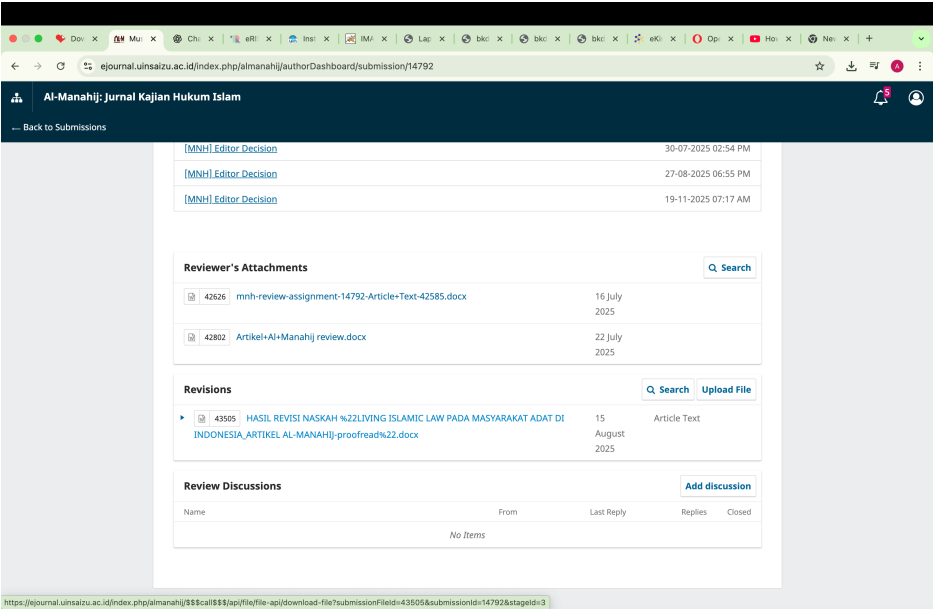 Dov
Mus
Cha
eRI
Inst
IMA
Lap
bkd
bkd
bkd
eKi
Ope
Hov
Nev
ejournal.uinsaizu.ac.id/index.php/almanahij/authorDashboard/submission/14792
A
Al-Manahij: Jurnal Kajian Hukum Islam
5
← Back to Submissions
[MNH] Editor Decision 30-07-2025 02:54 PM
[MNH] Editor Decision 27-08-2025 06:55 PM
[MNH] Editor Decision 19-11-2025 07:17 AM
Reviewer's Attachments Search
42626 mnh-review-assignment-14792-Article+Text-42585.docx 16 July
2025
42802 Artikel+Al+Manahij review.docx 22 July
2025
Revisions Search Upload File
43505 HASIL REVISI NASKAH %22LIVING ISLAMIC LAW PADA MASYARAKAT ADAT DI 15 Article Text
INDONESIA_ARTIKEL AL-MANAHIJ-proofread%22.docx August
2025
Review Discussions Add discussion
Name From Last Reply Replies Closed
No Items
https://ejournal.uinsaizu.ac.id/index.php/almanahij/$$$call$$$/api/file/file-api/download-file?submissionFileId=43505&submissionId=14792&stageId=3